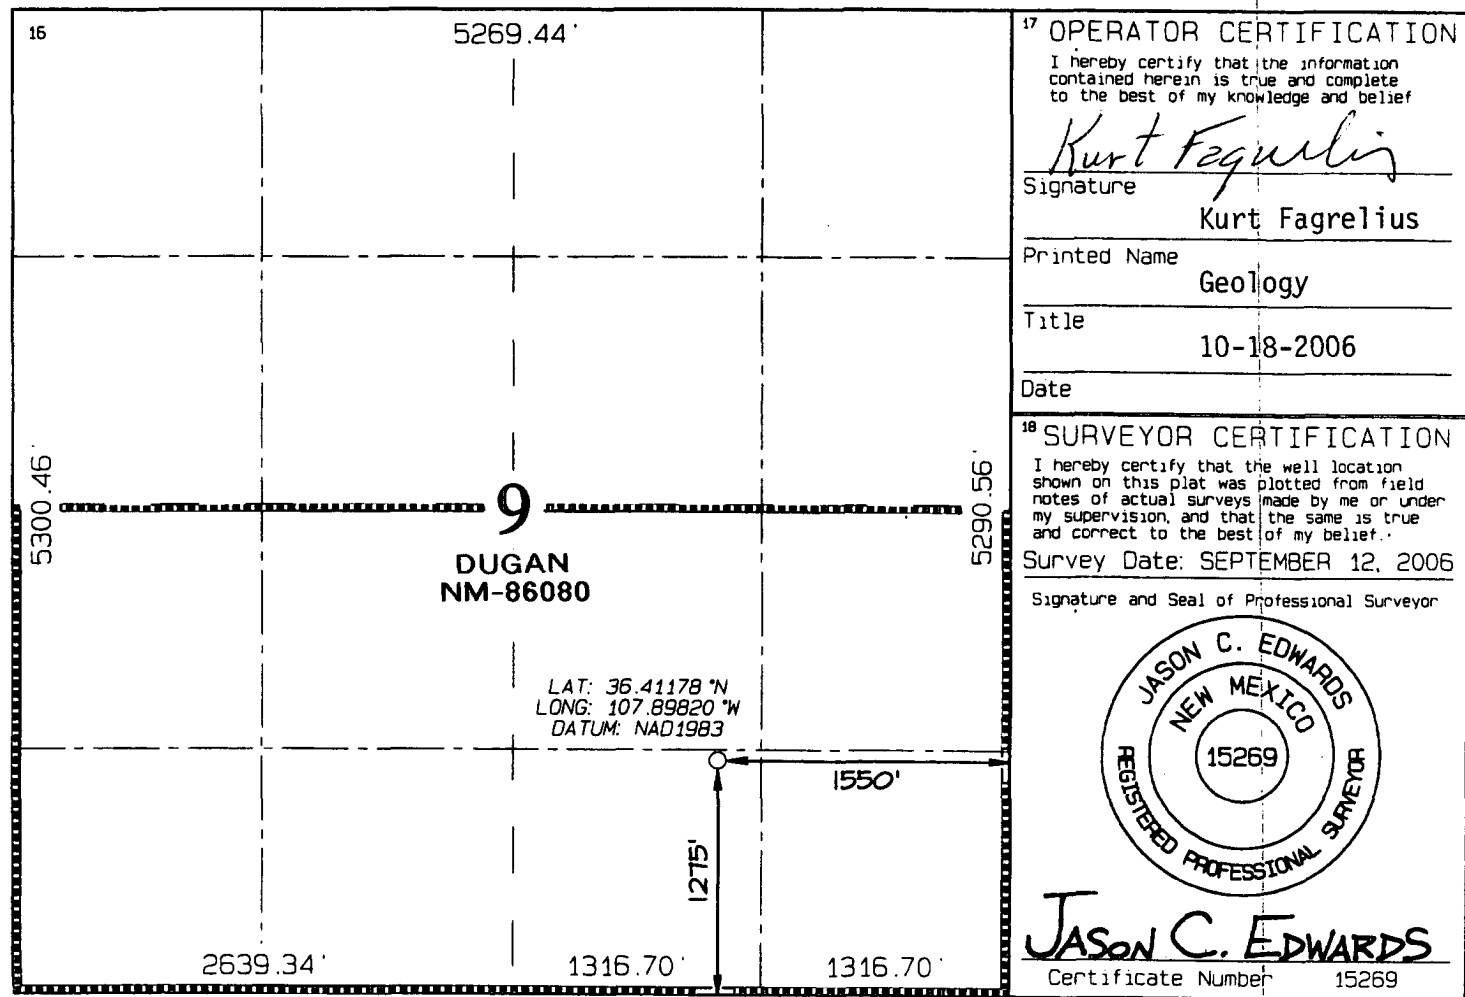 16
5269.44'
5300.46'
5290.56'
9
DUGAN
NM-86080
LAT: 36.41178 °N
LONG: 107.89820 °W
DATUM: NAD1983
1550'
1275'
2639.34'
1316.70'
1316.70'
17 OPERATOR CERTIFICATION
I hereby certify that the information
contained herein is true and complete
to the best of my knowledge and belief
Kurt Fagrelius
Signature
Kurt Fagrelius
Printed Name
Geology
Title
10-18-2006
Date
18 SURVEYOR CERTIFICATION
I hereby certify that the well location
shown on this plat was plotted from field
notes of actual surveys made by me or under
my supervision, and that the same is true
and correct to the best of my belief.
Survey Date: SEPTEMBER 12, 2006
Signature and Seal of Professional Surveyor
JASON C. EDWARDS
NEW MEXICO
15269
REGISTERED PROFESSIONAL SURVEYOR
JASON C. EDWARDS
Certificate Number 15269